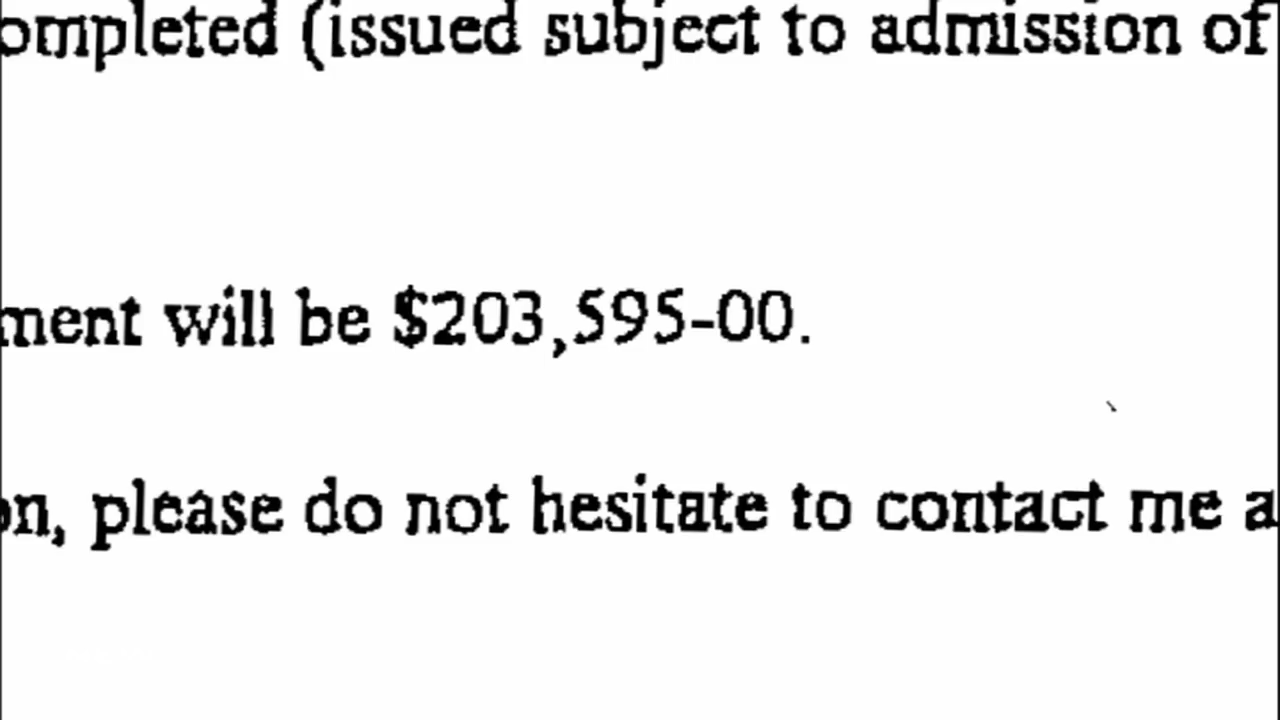 ompleted (issued subject to admission of
ment will be $203,595-00.
on, please do not hesitate to contact me a